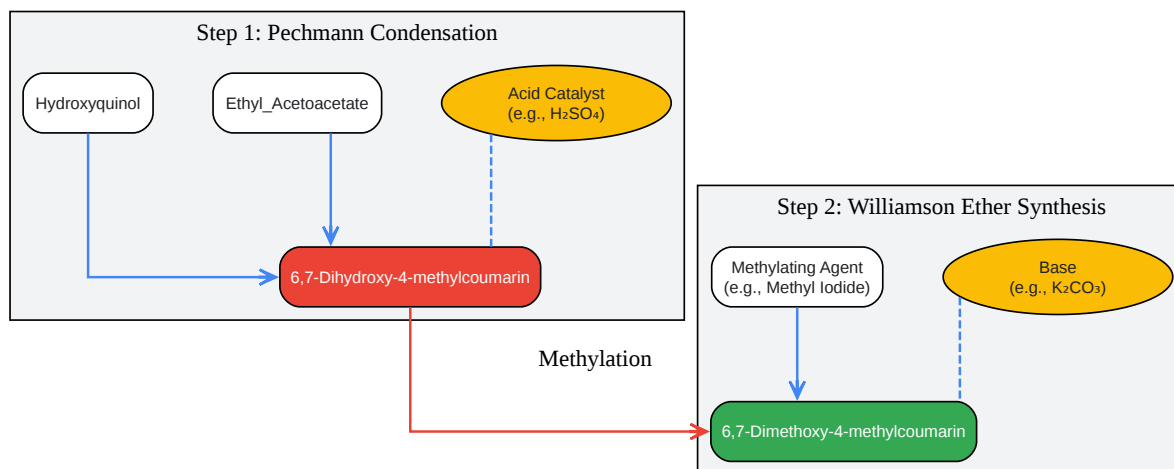 Step 1: Pechmann Condensation
Hydroxyquinol
Ethyl_Acetoacetate
Acid Catalyst
(e.g., H₂SO₄)
6,7-Dihydroxy-4-methylcoumarin
Methylation
Step 2: Williamson Ether Synthesis
Methylating Agent
(e.g., Methyl Iodide)
Base
(e.g., K₂CO₃)
6,7-Dimethoxy-4-methylcoumarin